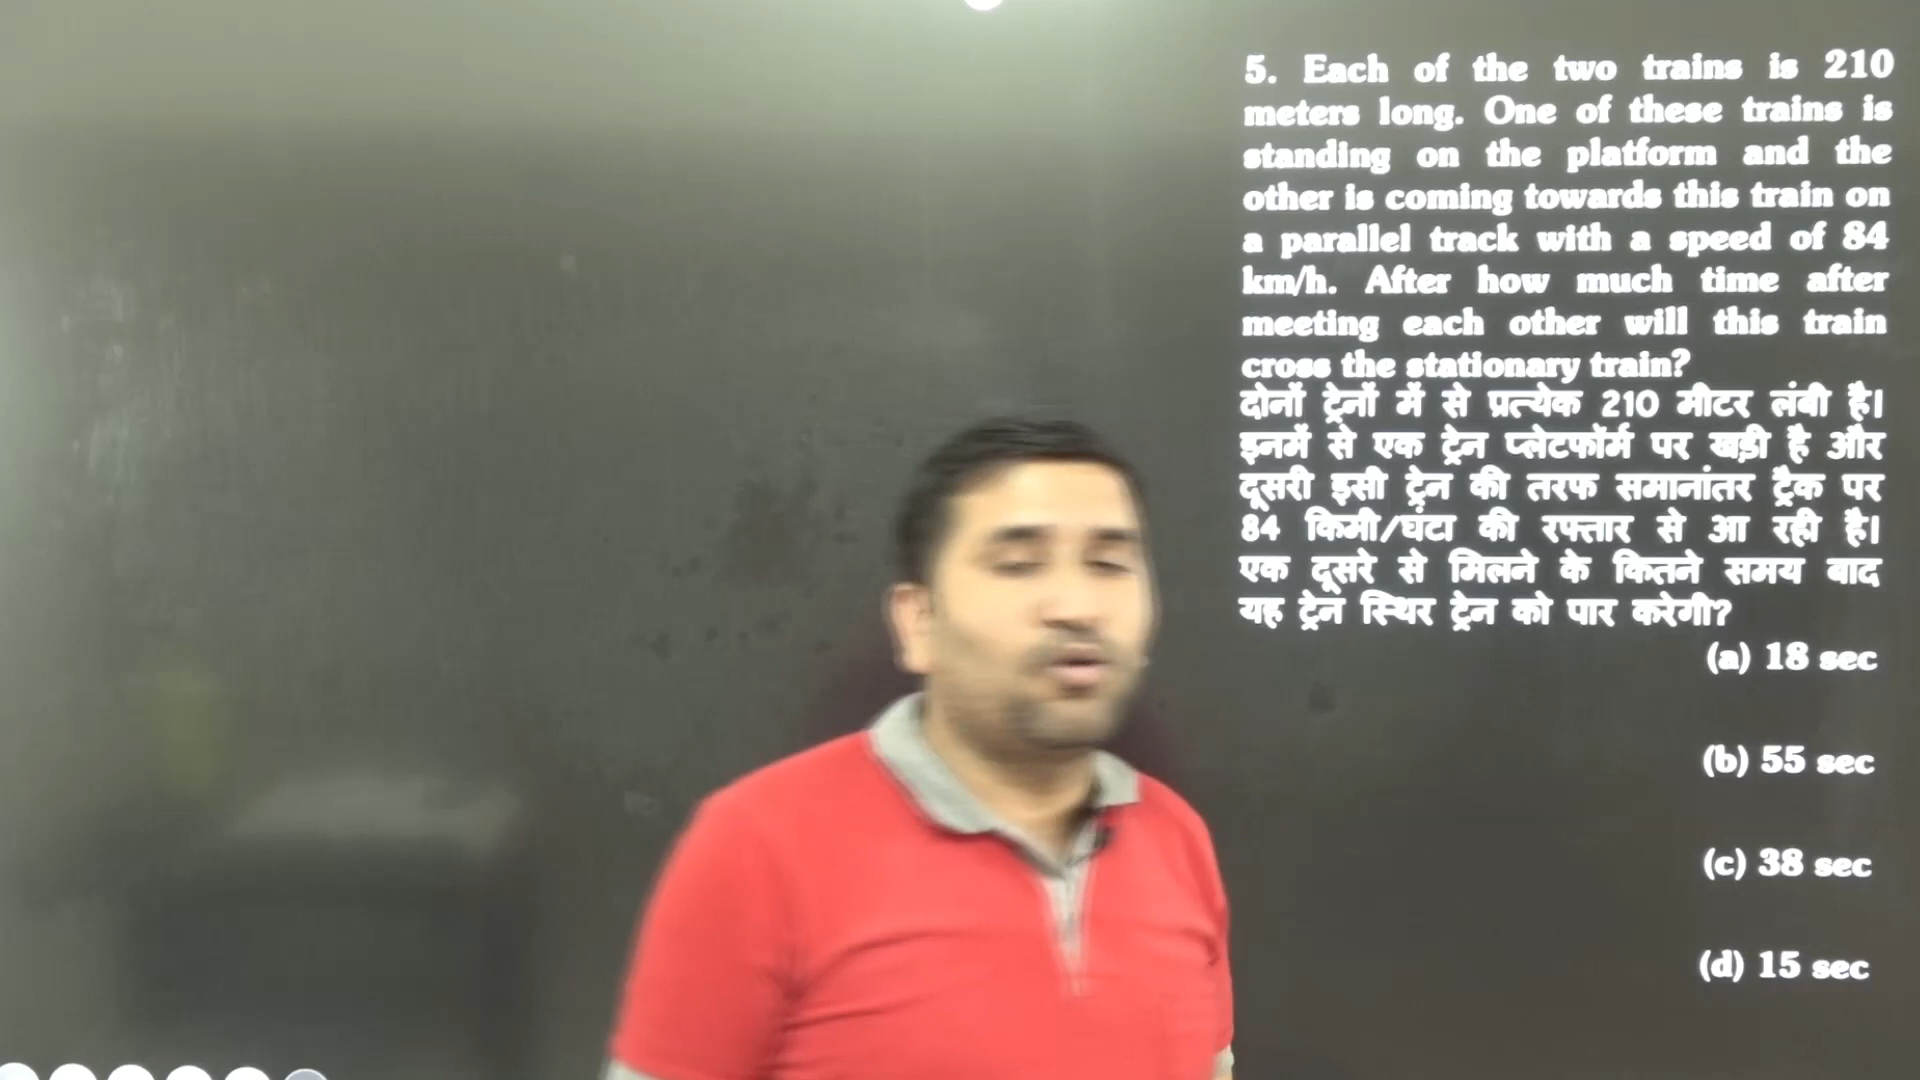 5. Each of the two trains is 210
meters long. One of these trains is
standing on the platform and the
other is coming towards this train on
a parallel track with a speed of 84
km/h. After how much time after
meeting each other will this train
cross the stationary train?
दोनों ट्रेनों में से प्रत्येक 210 मीटर लंबी है।
इनमें से एक ट्रेन प्लेटफॉर्म पर खड़ी है और
दूसरी इसी ट्रेन की तरफ समानांतर ट्रैक पर
84 किमी/घंटा की रफ्तार से आ रही है।
एक दूसरे से मिलने के कितने समय बाद
यह ट्रेन स्थिर ट्रेन को पार करेगी?
(a) 18 sec
(b) 55 sec
(c) 38 sec
(d) 15 sec